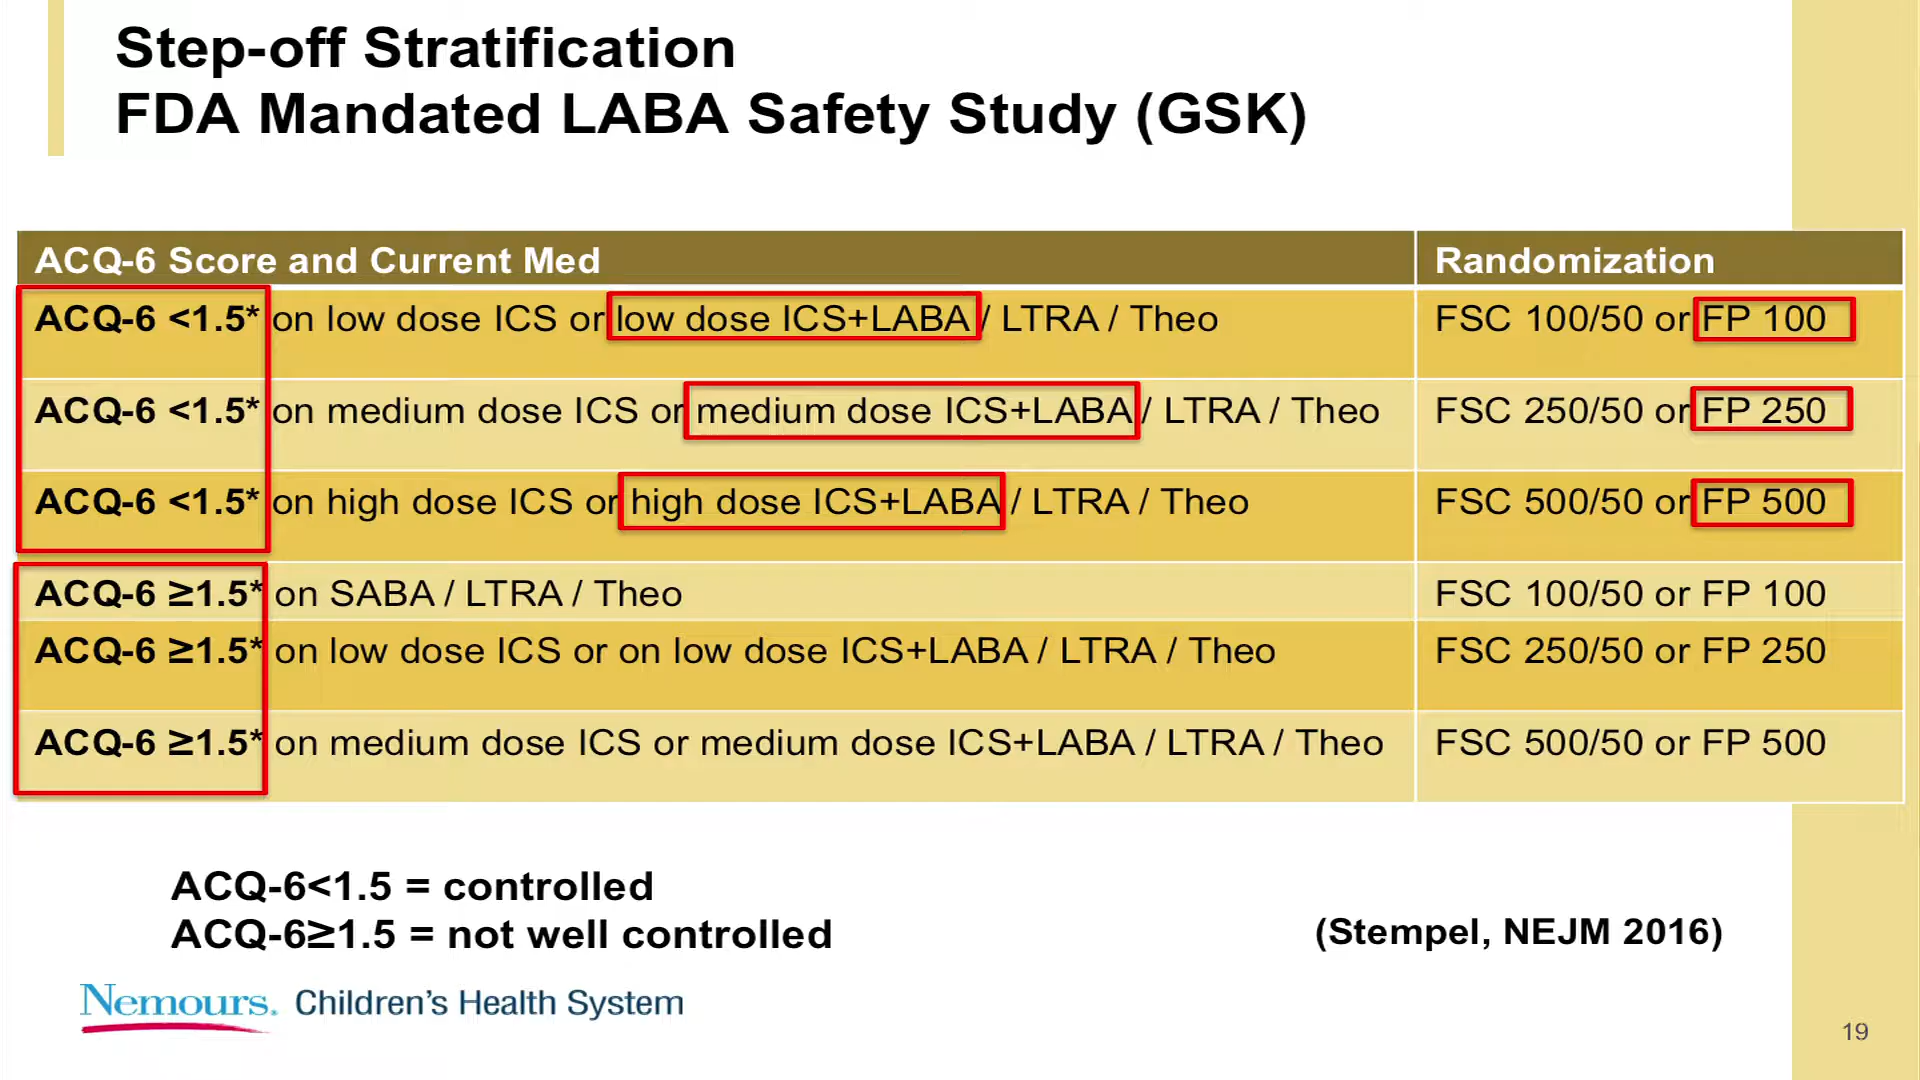 Step-off Stratification
FDA Mandated LABA Safety Study (GSK)
ACQ-6 Score and Current Med Randomization
ACQ-6 <1.5* on low dose ICS or low dose ICS+LABA / LTRA / Theo FSC 100/50 or FP 100
ACQ-6 <1.5* on medium dose ICS or medium dose ICS+LABA / LTRA / Theo FSC 250/50 or FP 250
ACQ-6 <1.5* on high dose ICS or high dose ICS+LABA / LTRA / Theo FSC 500/50 or FP 500
ACQ-6 ≥1.5* on SABA / LTRA / Theo FSC 100/50 or FP 100
ACQ-6 ≥1.5* on low dose ICS or on low dose ICS+LABA / LTRA / Theo FSC 250/50 or FP 250
ACQ-6 ≥1.5* on medium dose ICS or medium dose ICS+LABA / LTRA / Theo FSC 500/50 or FP 500
ACQ-6<1.5 = controlled
ACQ-6≥1.5 = not well controlled
(Stempel, NEJM 2016)
Nemours. Children's Health System
19